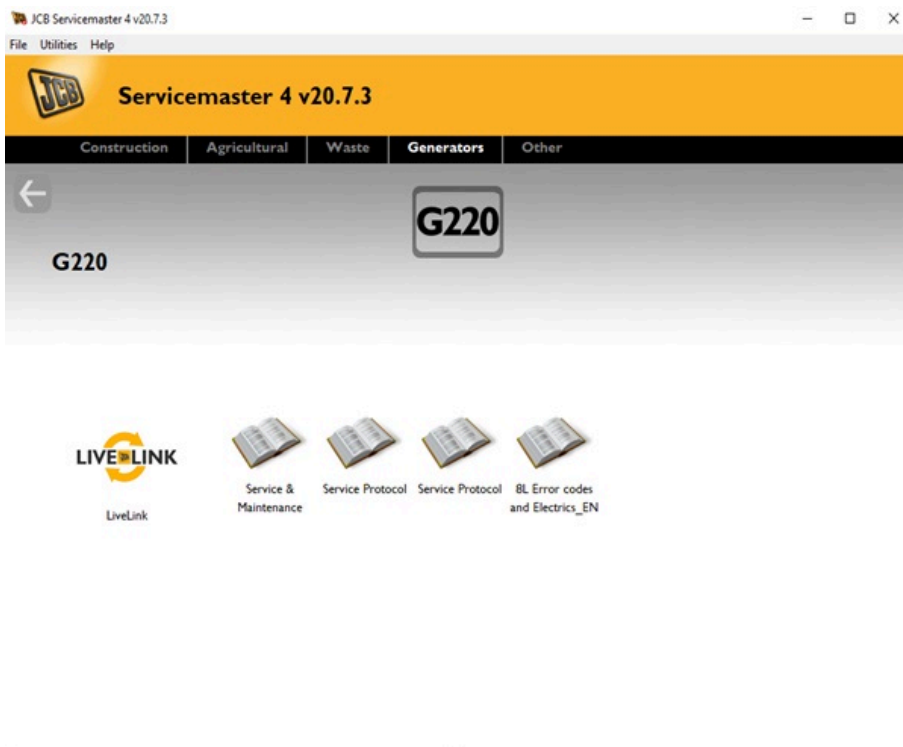 JCB Servicemaster 4 v20.7.3
File Utilities Help
JCB
Servicemaster 4 v20.7.3
Construction Agricultural Waste Generators Other
G220
G220
LIVE LINK
LiveLink
Service &
Maintenance
Service Protocol
Service Protocol
8L Error codes
and Electrics_EN